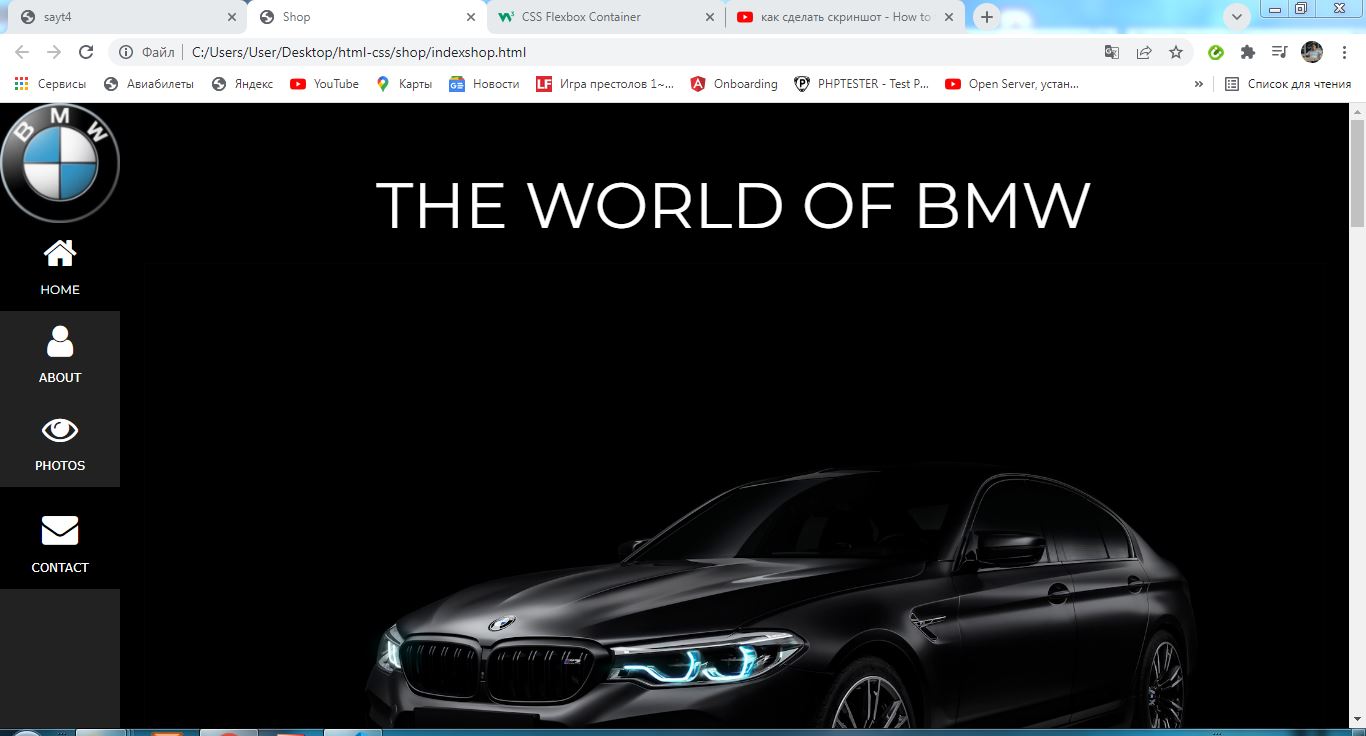 sayt4
Shop
CSS Flexbox Container
как сделать скриншот - How to
Файл
C:/Users/User/Desktop/html-css/shop/indexshop.html
Сервисы
Авиабилеты
Яндекс
YouTube
Карты
Новости
Игра престолов 1~...
Onboarding
PHPTESTER - Test P...
Open Server, устан...
»
Список для чтения
BMW
THE WORLD OF BMW
HOME
ABOUT
PHOTOS
CONTACT